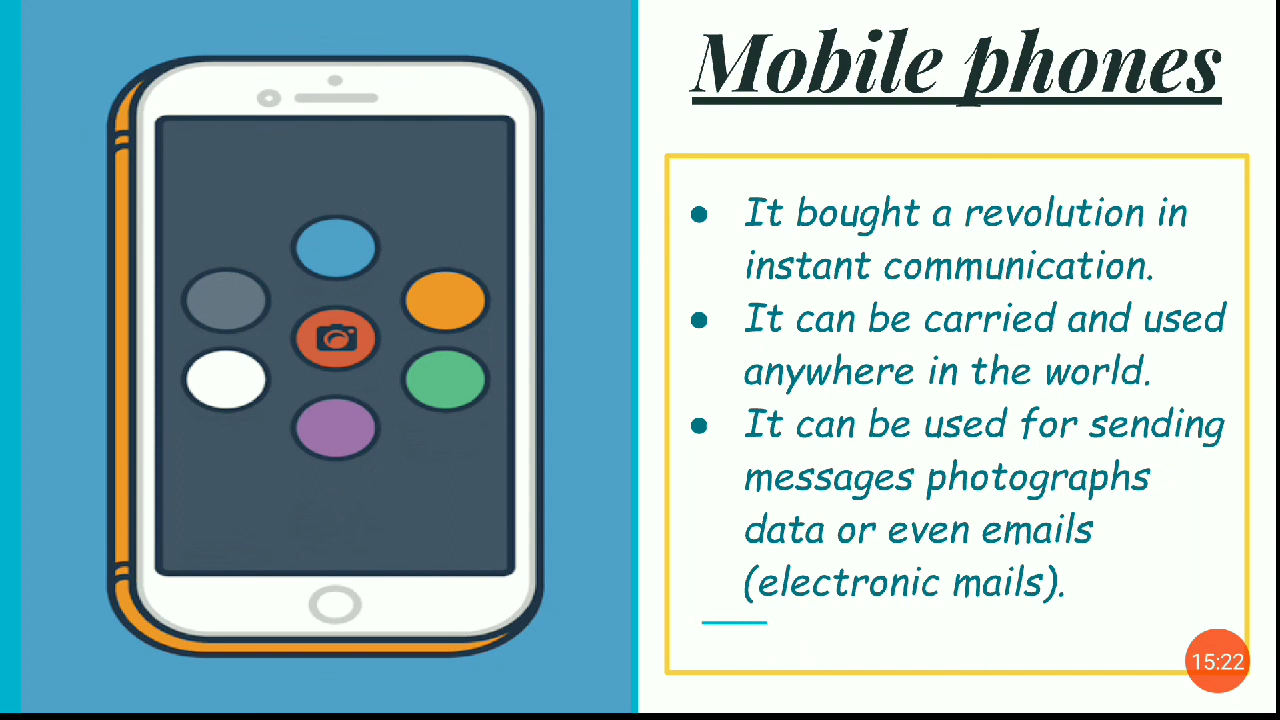 Mobile phones
● It bought a revolution in
instant communication.
● It can be carried and used
anywhere in the world.
● It can be used for sending
messages photographs
data or even emails
(electronic mails).
15:22